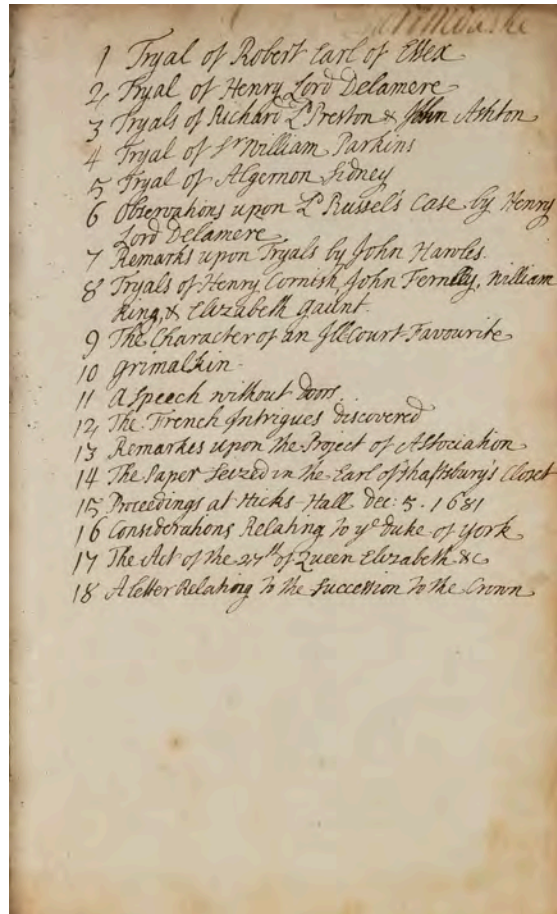 1 Tryal of Robert Earl of Essex
2 Tryal of Henry Lord Delamere
3 Tryals of Richard Ld Preston & John Ashton
4 Tryal of Sr William Parkins
5 Tryal of Algernon Sidney
6 Observations upon Ld Russel's Case by Henry
Lord Delamere
7 Remarks upon Tryals by John Hawles.
8 Tryals of Henry Cornish, John Fernley, William
Ring, & Elizabeth Gaunt.
9 The Character of an Ill Court-Favourite
10 Grimalkin.
11 A Speech without Doors.
12 The French Intrigues discovered
13 Remarkes upon the Project of Association
14 The Paper Seized in the Earl of Shaftsbury's Closet
15 Proceedings at Hicks-Hall Dec: 5. 1681
16 Considerations Relating to ye Duke of York
17 The Act of the 27th of Queen Elizabeth &c
18 A letter Relating to the Succession to the Crown